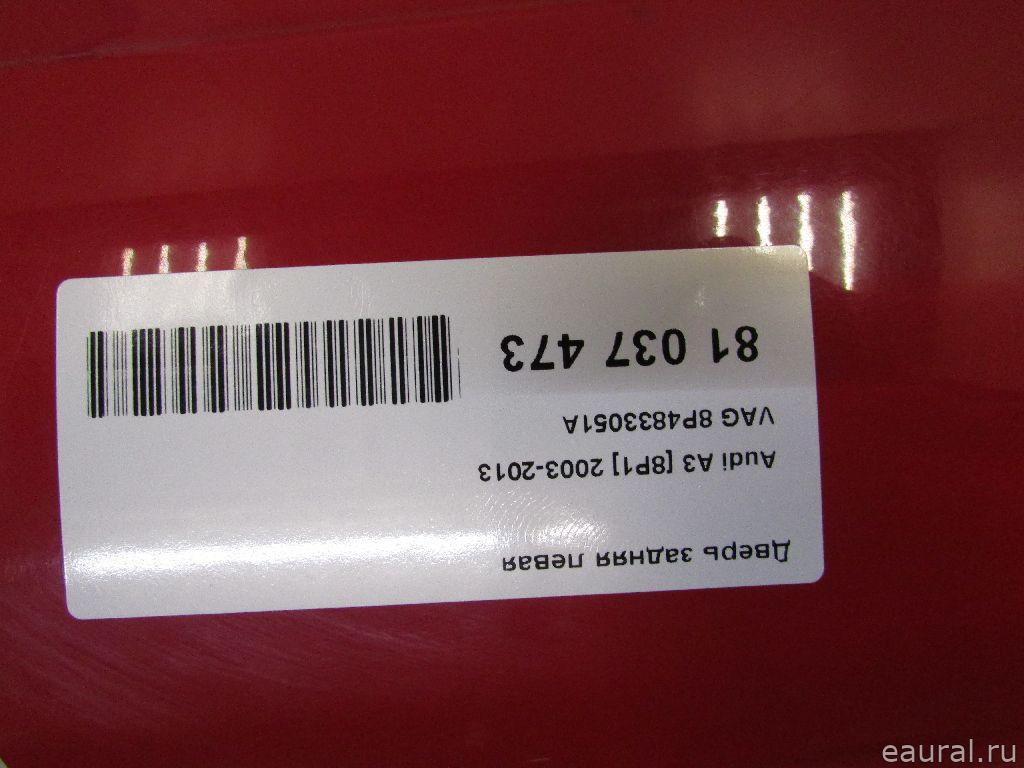 Дверь задняя левая
Audi A3 [8P1] 2003-2013
VAG 8P4833051A
81 037 473
eaural.ru